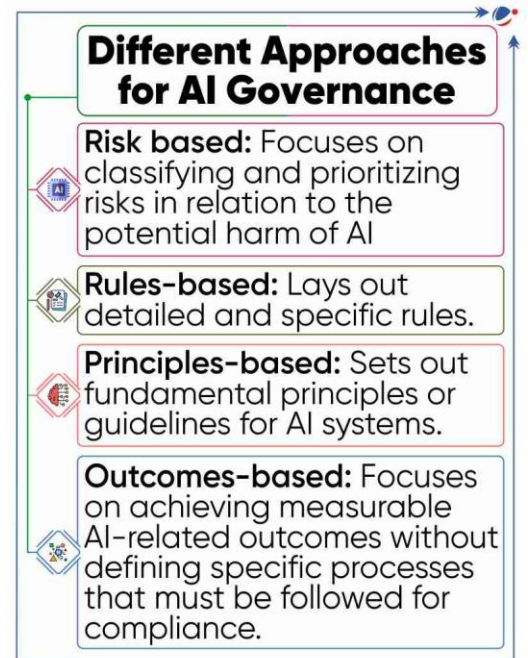 Different Approaches
for AI Governance
Risk based: Focuses on
classifying and prioritizing
risks in relation to the
potential harm of AI
AI
Rules-based: Lays out
detailed and specific rules.
Principles-based: Sets out
fundamental principles or
guidelines for AI systems.
Outcomes-based: Focuses
on achieving measurable
AI-related outcomes without
defining specific processes
that must be followed for
compliance.